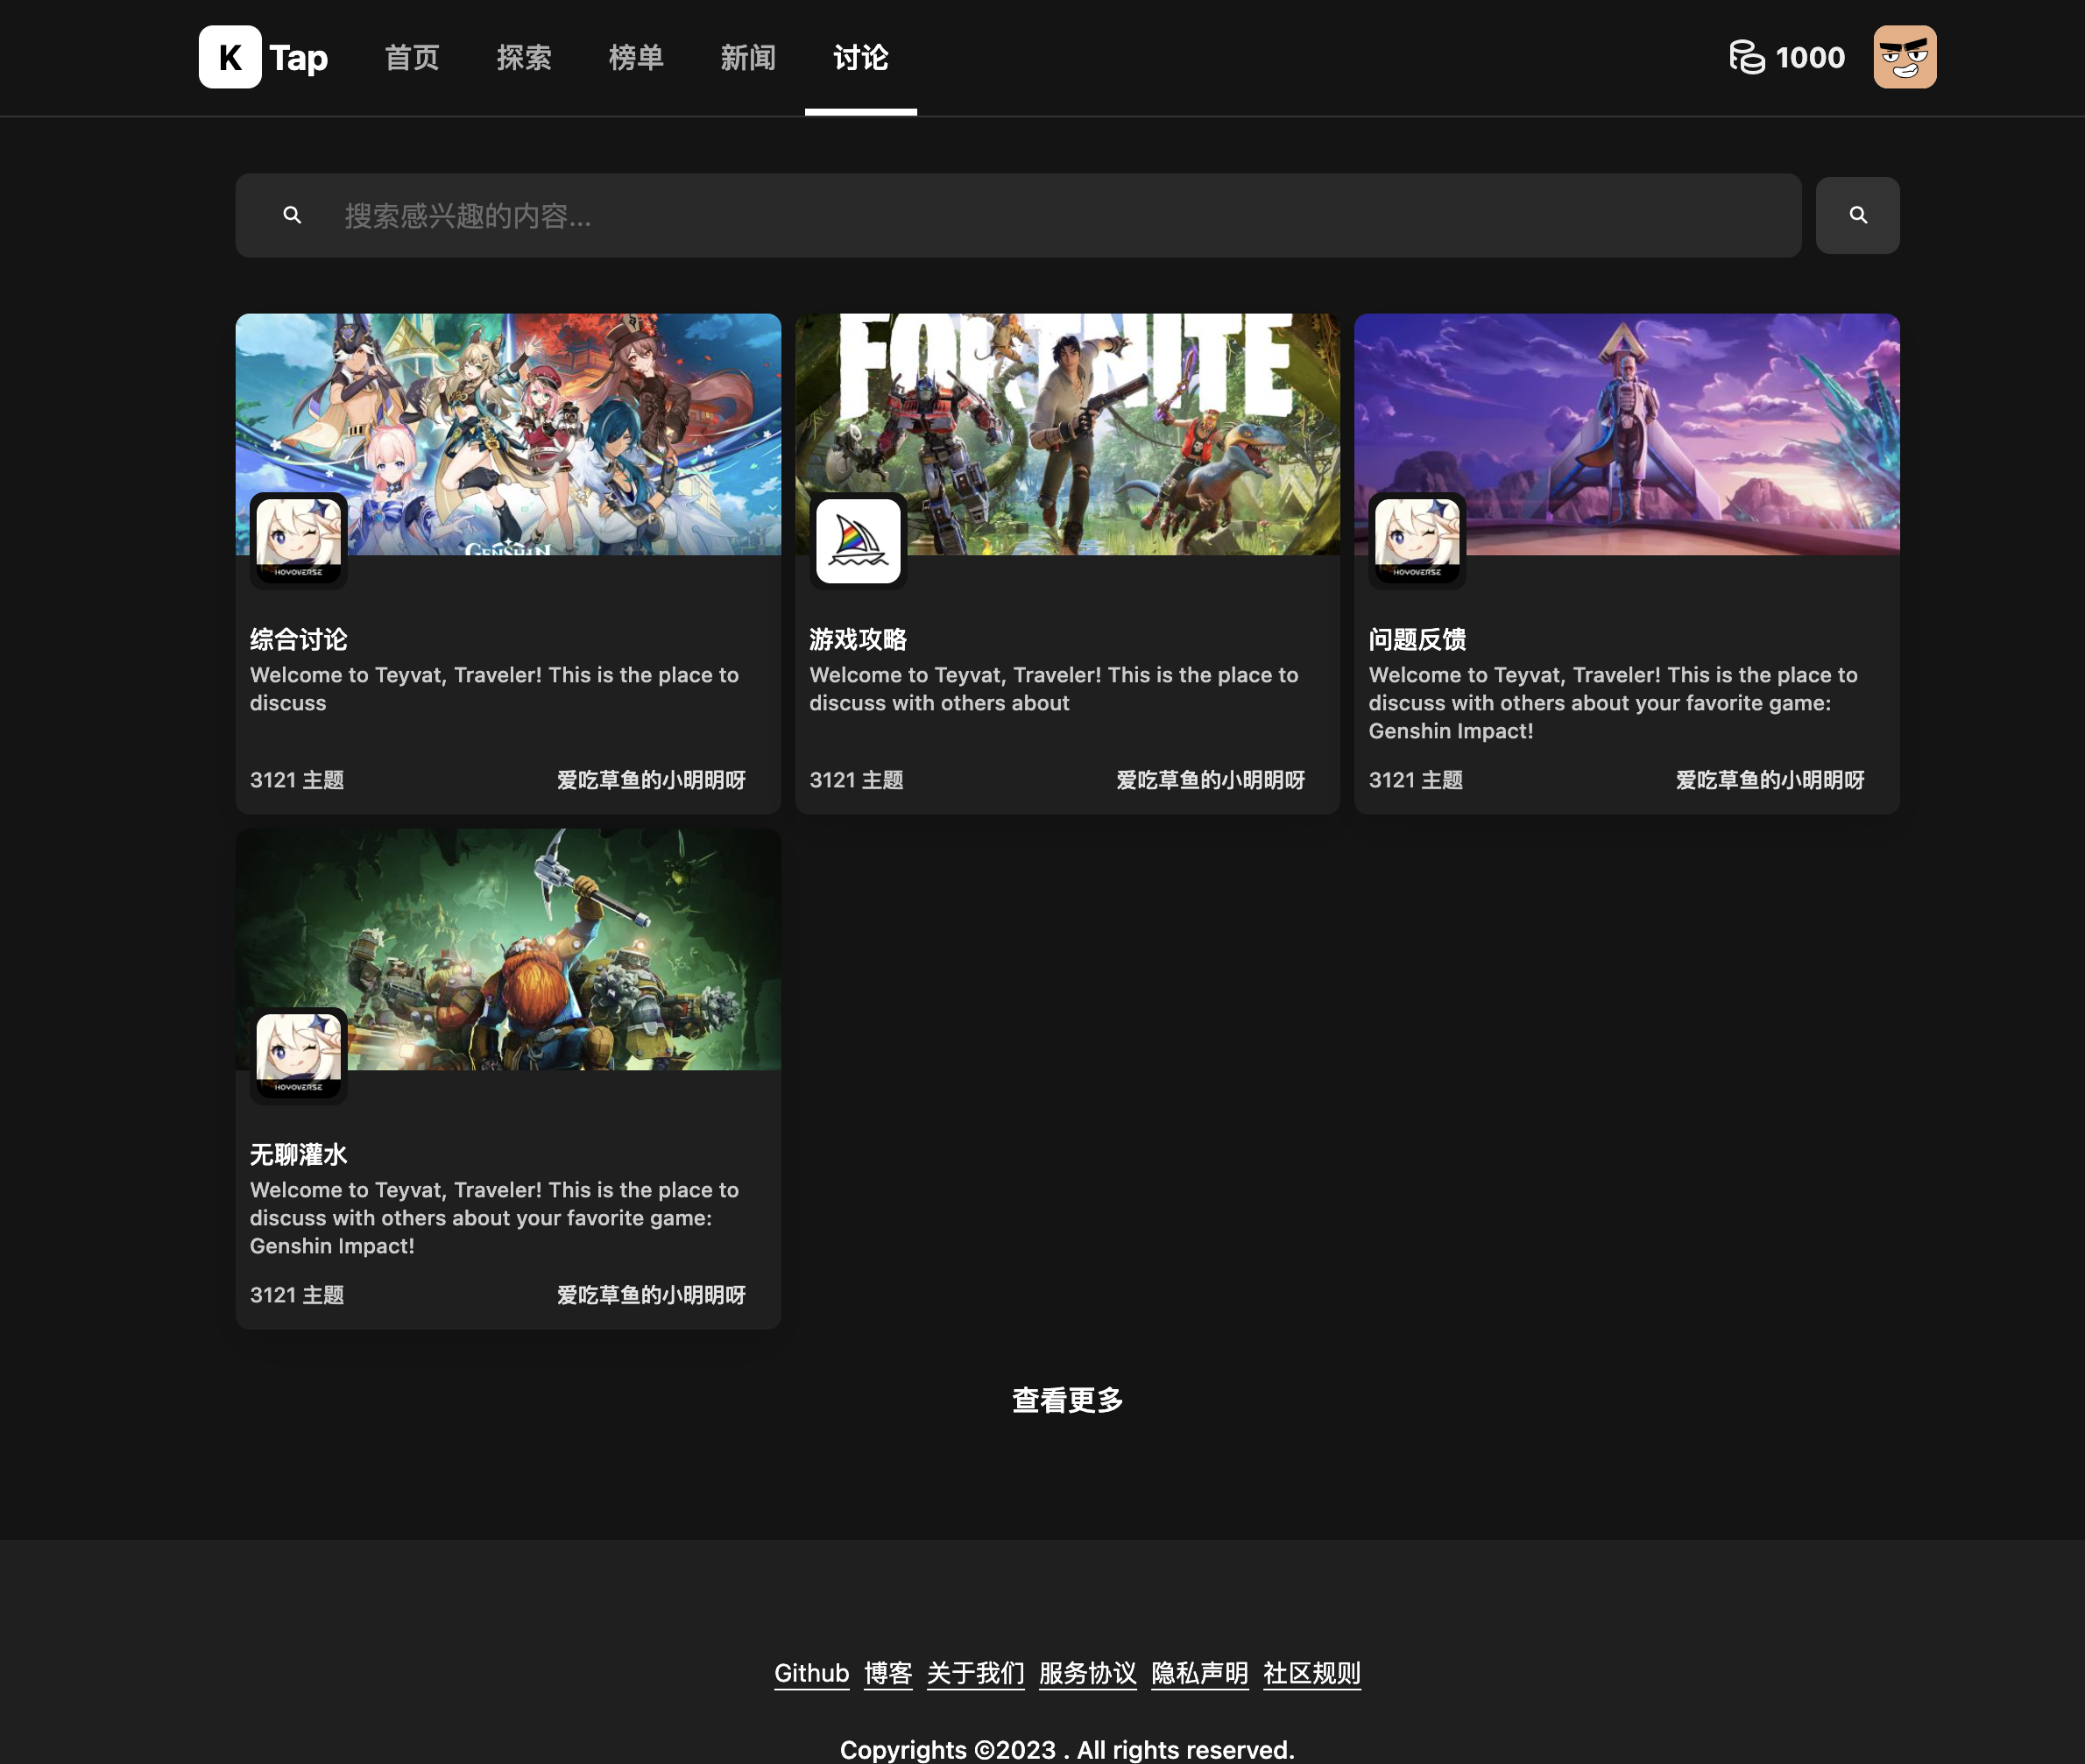 K Tap 首页 探索 榜单 新闻 讨论 1000
搜索感兴趣的内容...
GENSHIN
FORTNITE
HOYOVERSE
HOYOVERSE
综合讨论
Welcome to Teyvat, Traveler! This is the place to
discuss
3121 主题 爱吃草鱼的小明明呀
游戏攻略
Welcome to Teyvat, Traveler! This is the place to
discuss with others about
3121 主题 爱吃草鱼的小明明呀
问题反馈
Welcome to Teyvat, Traveler! This is the place to
discuss with others about your favorite game:
Genshin Impact!
3121 主题 爱吃草鱼的小明明呀
HOYOVERSE
无聊灌水
Welcome to Teyvat, Traveler! This is the place to
discuss with others about your favorite game:
Genshin Impact!
3121 主题 爱吃草鱼的小明明呀
查看更多
Github 博客 关于我们 服务协议 隐私声明 社区规则
Copyrights ©2023 . All rights reserved.